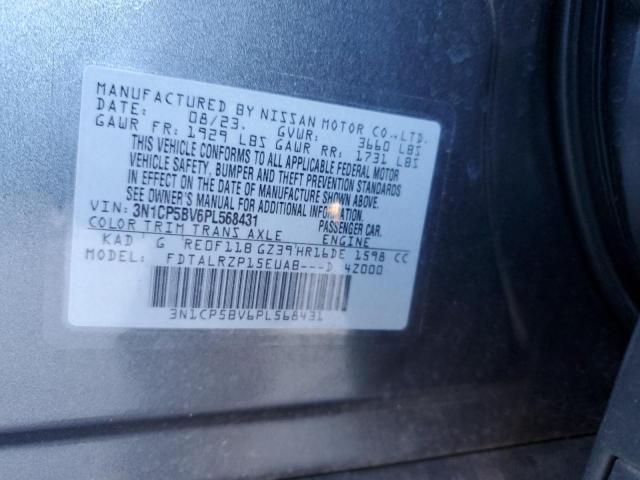 MANUFACTURED BY NISSAN MOTOR CO.,LTD.
DATE: 08/23. GVWR: 3660 LBS
GAWR FR: 1929 LBS GAWR RR: 1731 LBS
THIS VEHICLE CONFORMS TO ALL APPLICABLE FEDERAL MOTOR
VEHICLE SAFETY, BUMPER AND THEFT PREVENTION STANDARDS
IN EFFECT ON THE DATE OF MANUFACTURE SHOWN ABOVE.
SEE OWNER'S MANUAL FOR ADDITIONAL INFORMATION.
VIN: 3N1CP5BV6PL568431 PASSENGER CAR.
COLOR TRIM TRANS AXLE ENGINE
KAD G RE0F11B GZ39 HR16DE 1598 CC
MODEL: FDTALRZP15EUAB---D 4Z000
3N1CP5BV6PL568431